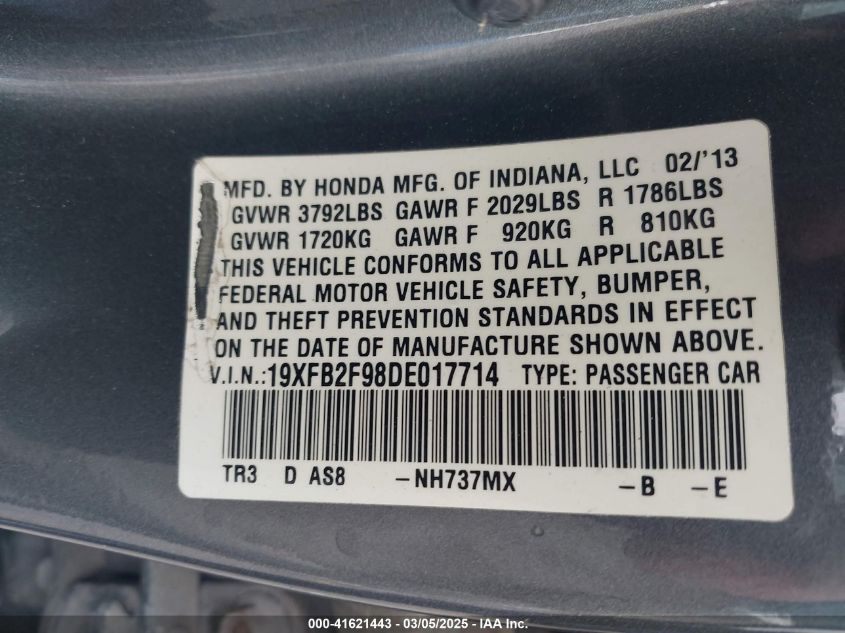 MFD. BY HONDA MFG. OF INDIANA, LLC 02/'13
GVWR 3792LBS GAWR F 2029LBS R 1786LBS
GVWR 1720KG GAWR F 920KG R 810KG
THIS VEHICLE CONFORMS TO ALL APPLICABLE
FEDERAL MOTOR VEHICLE SAFETY, BUMPER,
AND THEFT PREVENTION STANDARDS IN EFFECT
ON THE DATE OF MANUFACTURE SHOWN ABOVE.
V.I.N.:19XFB2F98DE017714 TYPE: PASSENGER CAR
TR3 D AS8 -NH737MX -B -E
000-41621443 - 03/05/2025 - IAA Inc.